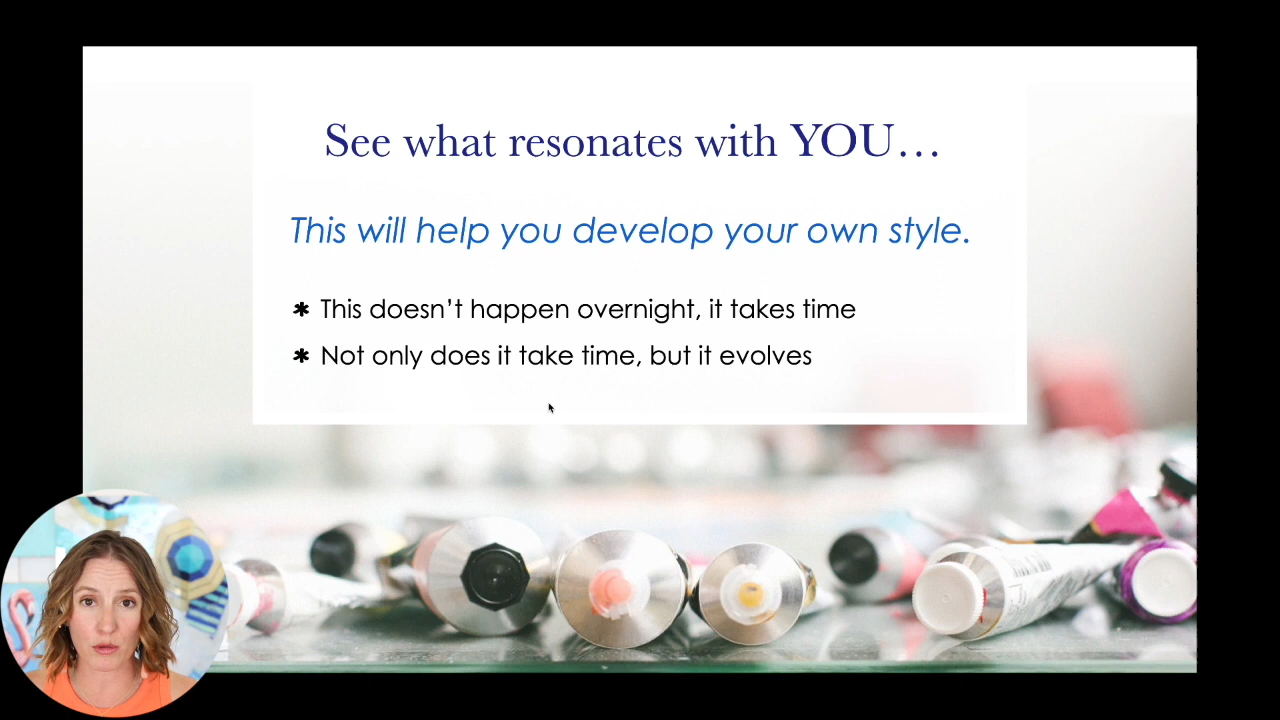 See what resonates with YOU...
This will help you develop your own style.
* This doesn't happen overnight, it takes time
* Not only does it take time, but it evolves